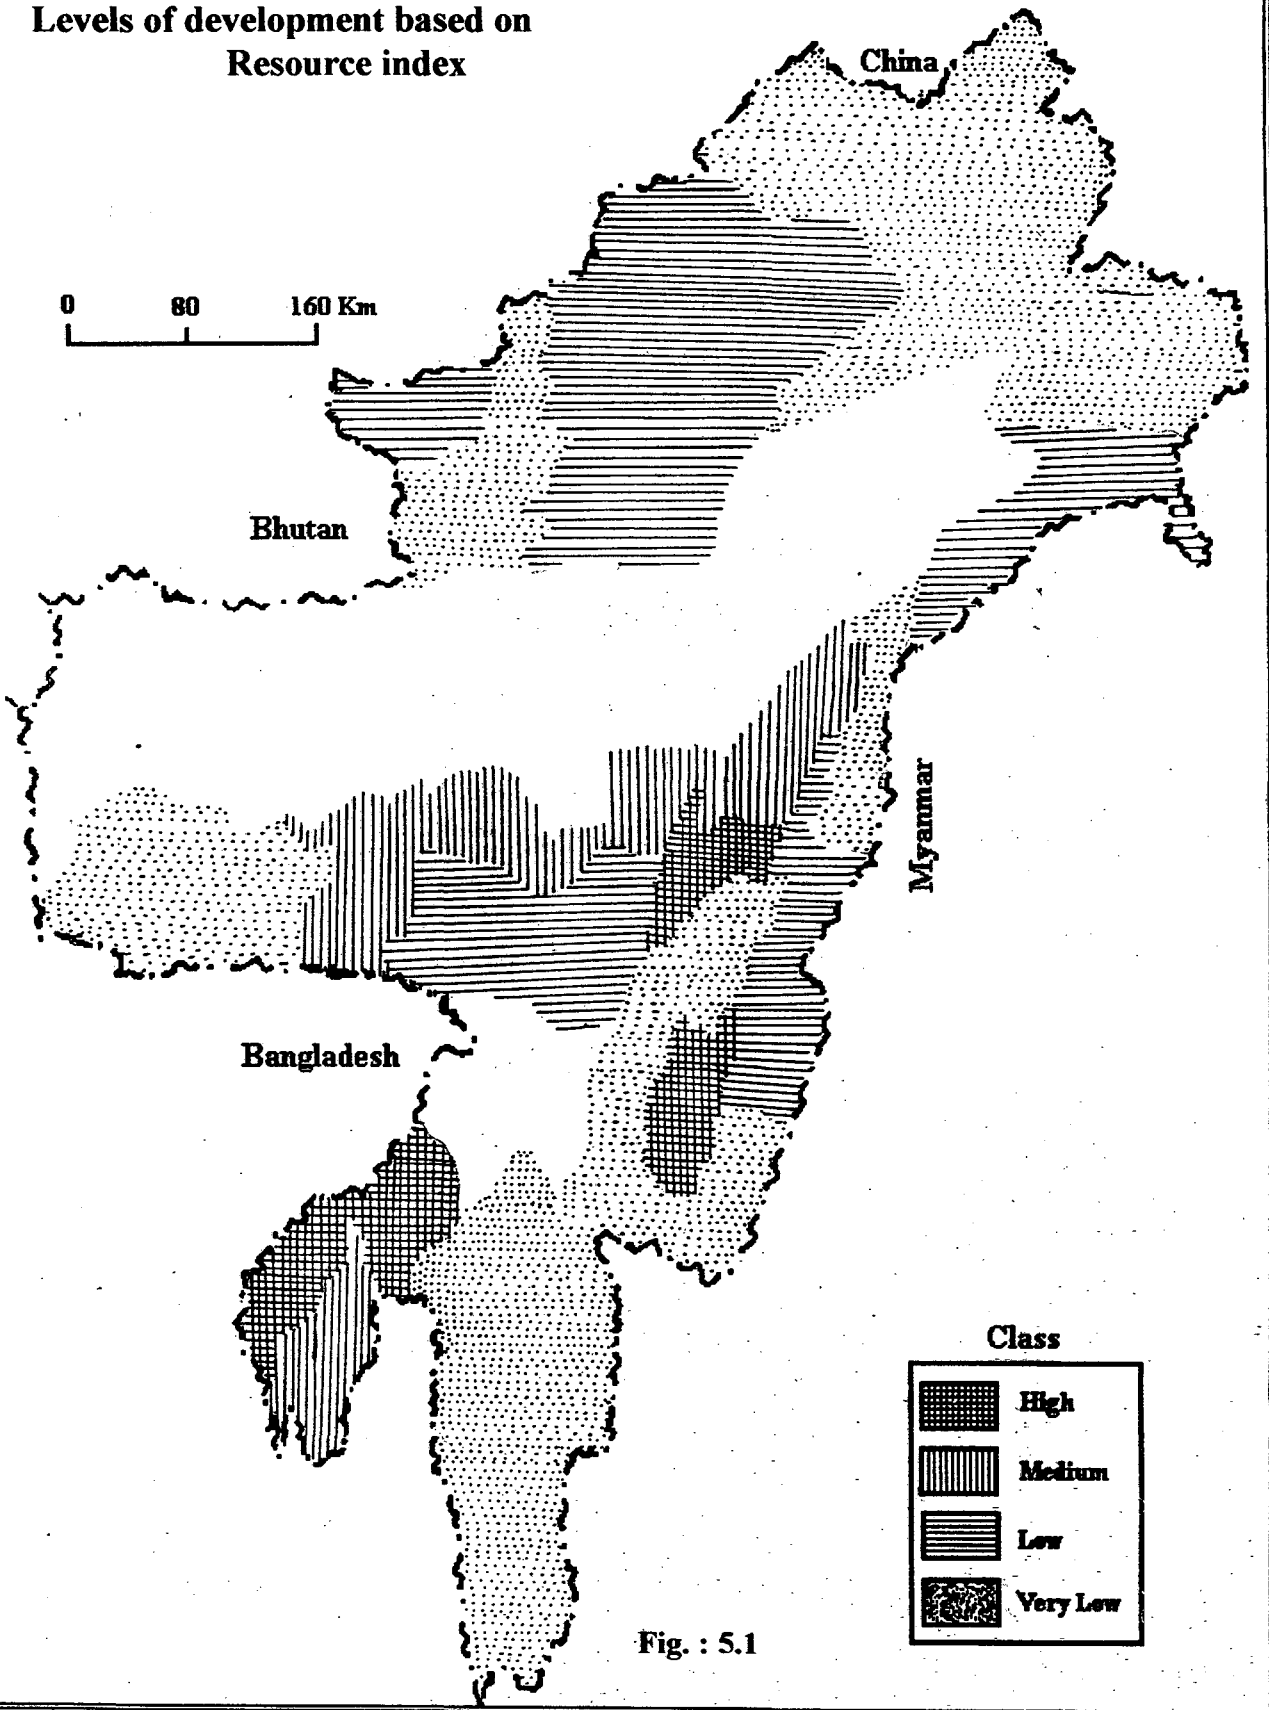 Levels of development based on
Resource index
China
0 80 160 Km
Bhutan
Myanmar
Bangladesh
Class
High
Medium
Low
Very Low
Fig. : 5.1